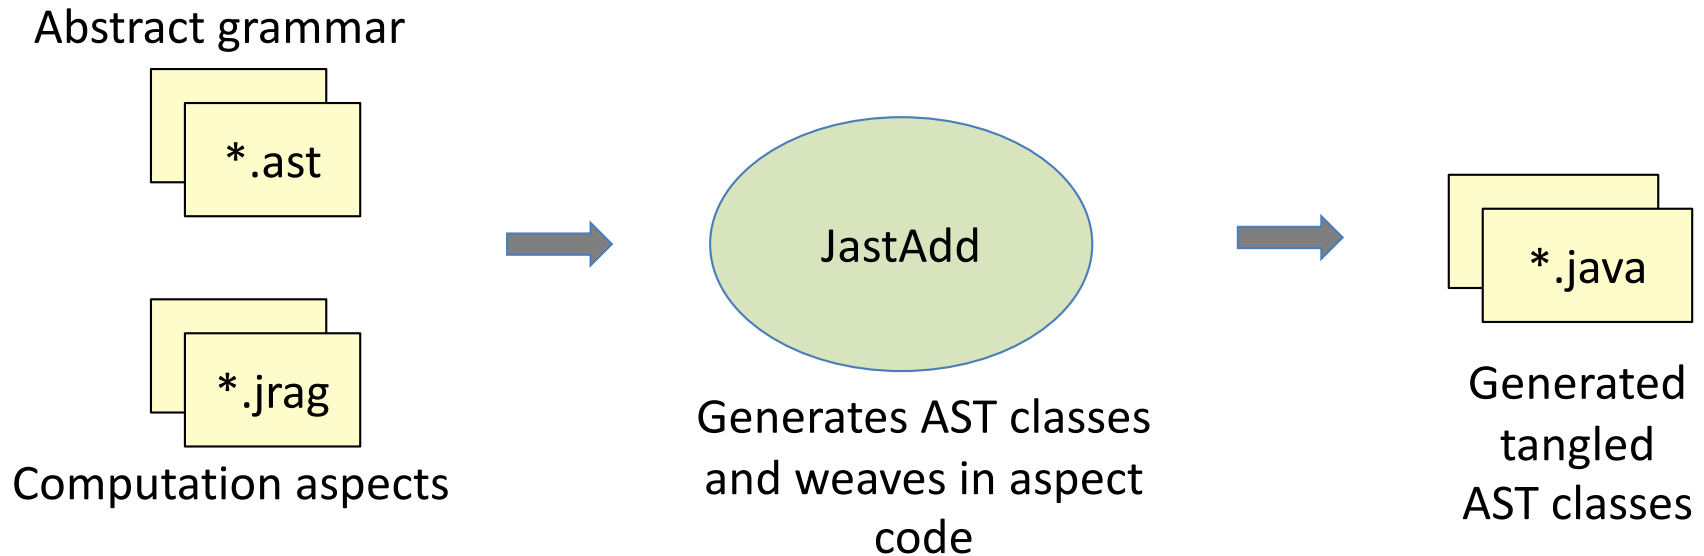 Abstract grammar
*.ast
*.jrag
Computation aspects
JastAdd
Generates AST classes
and weaves in aspect
code
*.java
Generated
tangled
AST classes